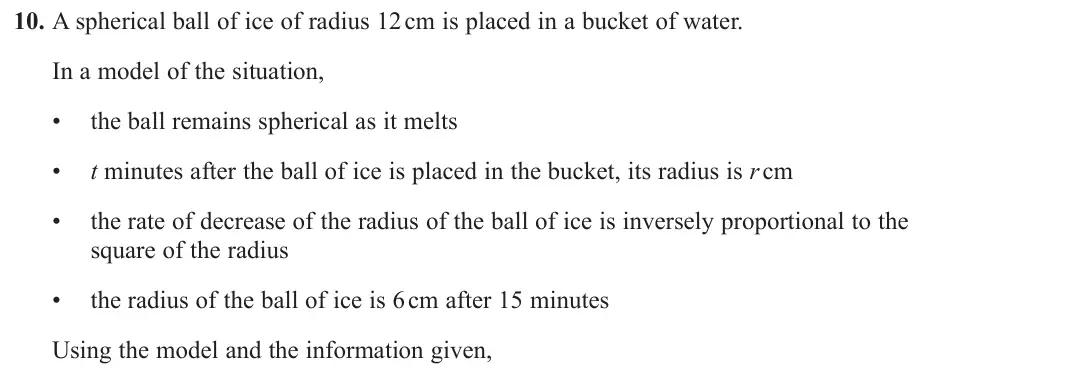 10. A spherical ball of ice of radius 12 cm is placed in a bucket of water.
In a model of the situation,
• the ball remains spherical as it melts
• t minutes after the ball of ice is placed in the bucket, its radius is r cm
• the rate of decrease of the radius of the ball of ice is inversely proportional to the
square of the radius
• the radius of the ball of ice is 6 cm after 15 minutes
Using the model and the information given,